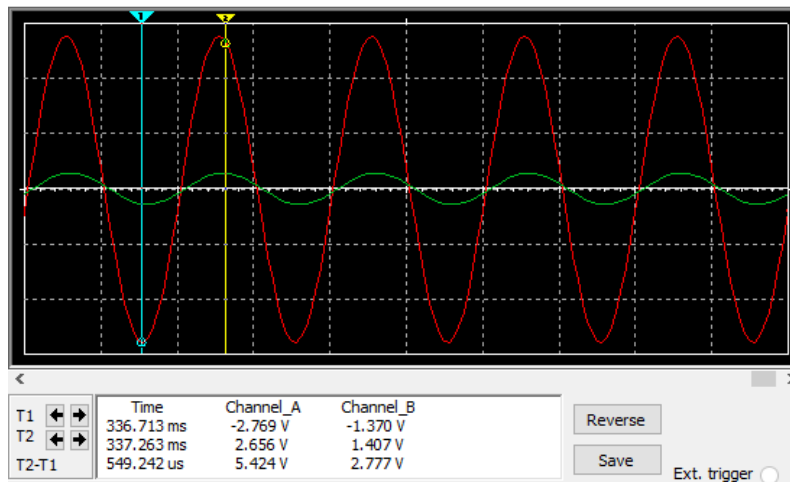 1 2
Time Channel_A Channel_B
T1 336.713 ms -2.769 V -1.370 V
T2 337.263 ms 2.656 V 1.407 V
T2-T1 549.242 us 5.424 V 2.777 V
Reverse
Save
Ext. trigger